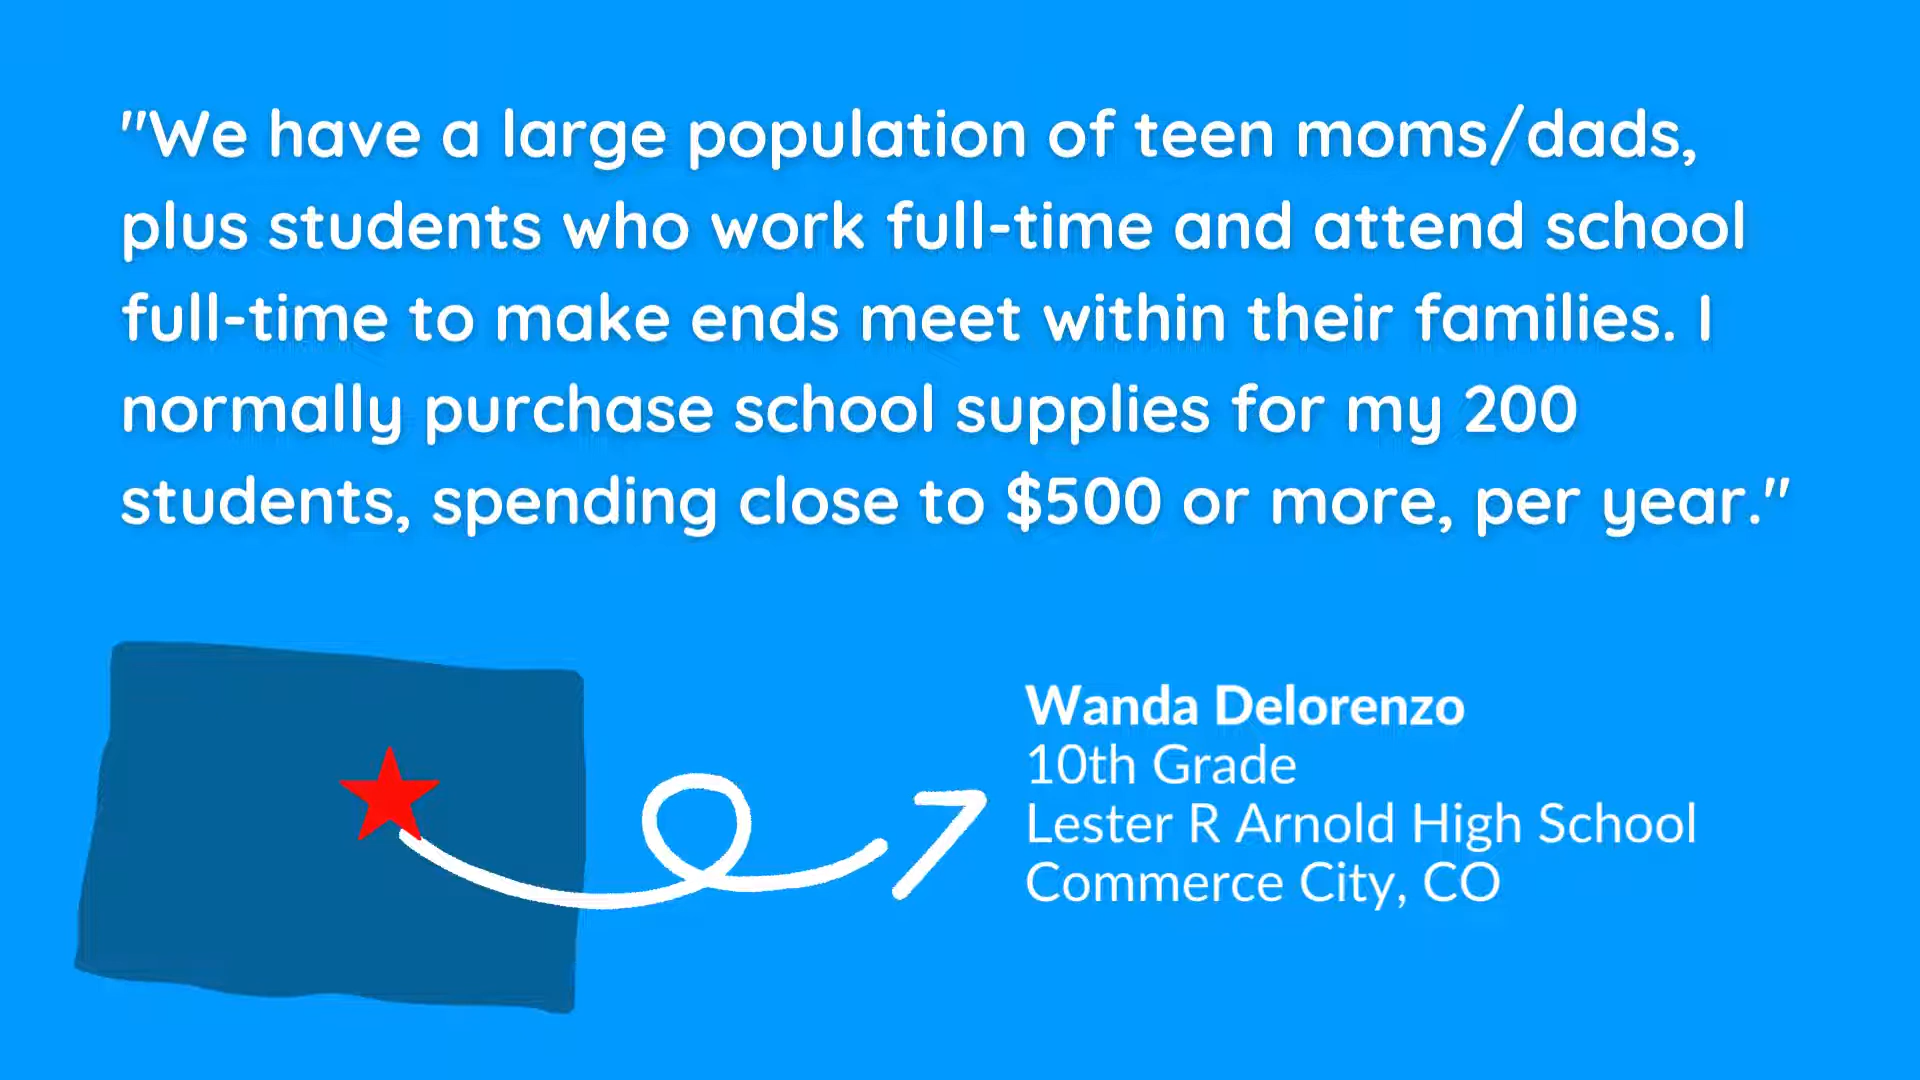 "We have a large population of teen moms/dads,
plus students who work full-time and attend school
full-time to make ends meet within their families. I
normally purchase school supplies for my 200
students, spending close to $500 or more, per year."
Wanda Delorenzo
10th Grade
Lester R Arnold High School
Commerce City, CO